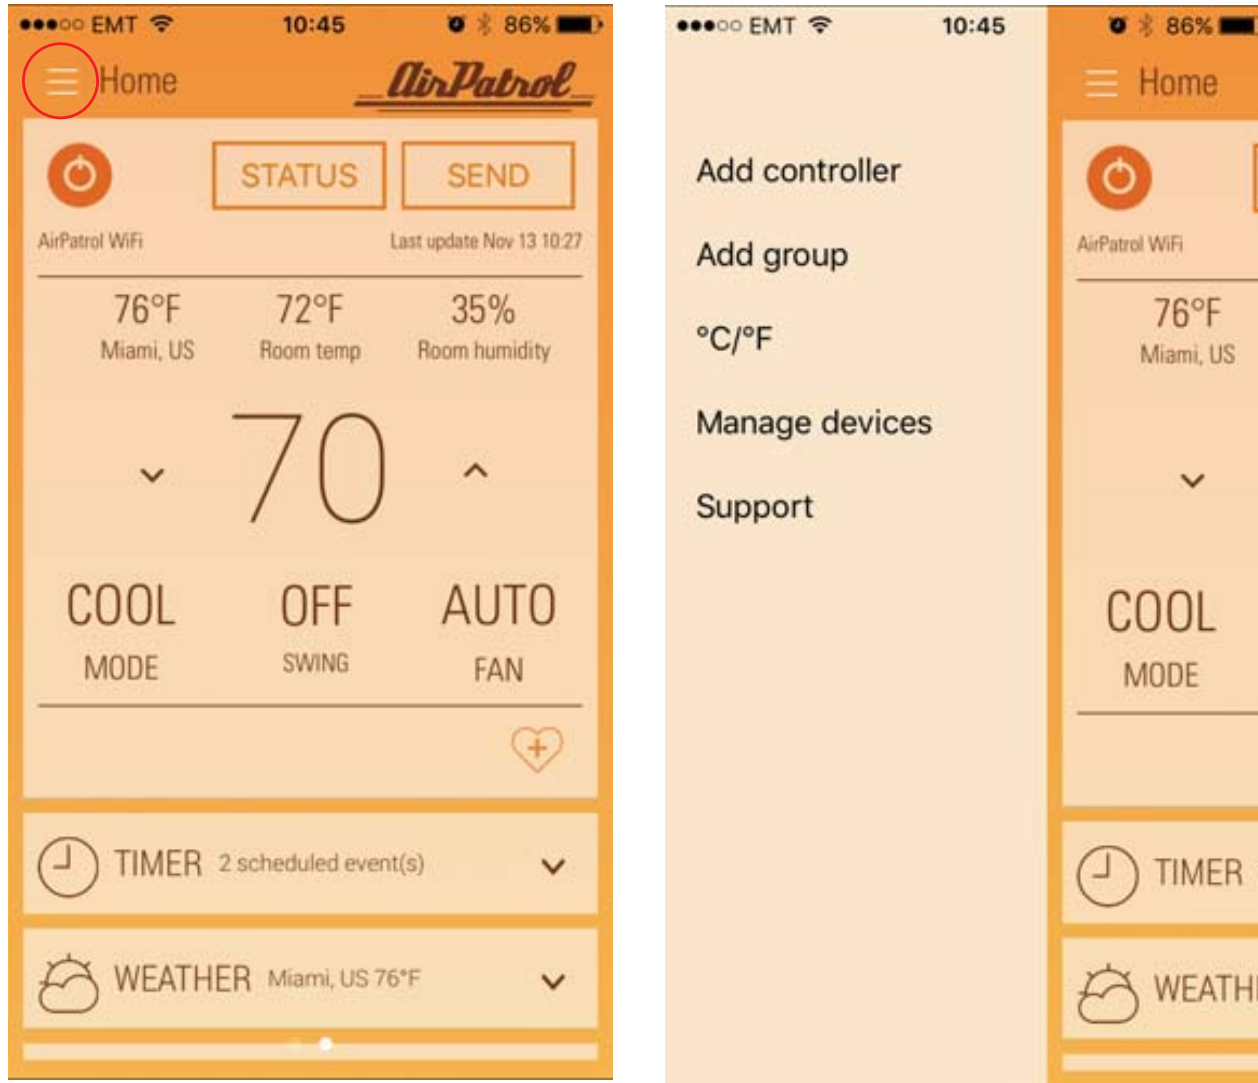 ●●●○○ EMT 10:45 86%
Home AirPatrol
STATUS SEND
AirPatrol WiFi Last update Nov 13 10:27
76°F 72°F 35%
Miami, US Room temp Room humidity
70
COOL OFF AUTO
MODE SWING FAN
TIMER 2 scheduled event(s)
WEATHER Miami, US 76°F
●●●○○ EMT 10:45
Add controller
Add group
°C/°F
Manage devices
Support
86%
Home
AirPatrol WiFi
76°F
Miami, US
COOL
MODE
TIMER
WEATH